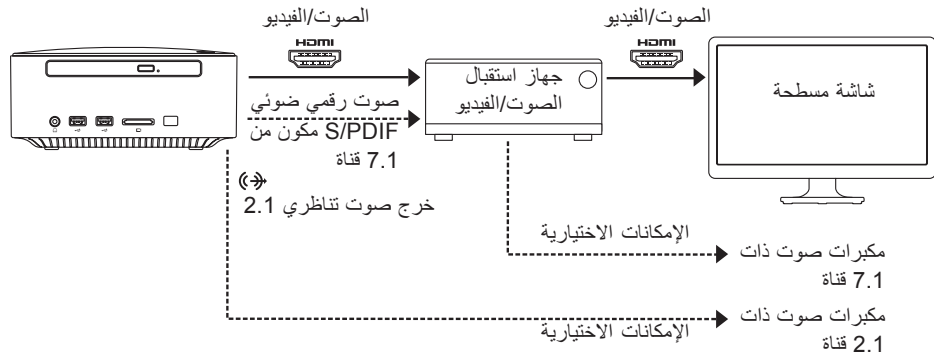 الصوت/الفيديو
HDMI
الصوت/الفيديو
HDMI
جهاز استقبال
الصوت/الفيديو
شاشة مسطحة
صوت رقمي ضوئي
S/PDIF مكون من
7.1 قناة
خرج صوت تناظري 2.1
الإمكانات الاختيارية
مكبرات صوت ذات
7.1 قناة
الإمكانات الاختيارية
مكبرات صوت ذات
2.1 قناة